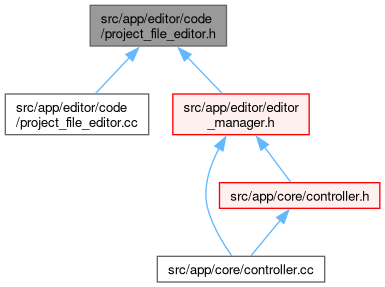 src/app/editor/code
/project_file_editor.h
src/app/editor/code
/project_file_editor.cc
src/app/editor/editor
_manager.h
src/app/core/controller.h
src/app/core/controller.cc